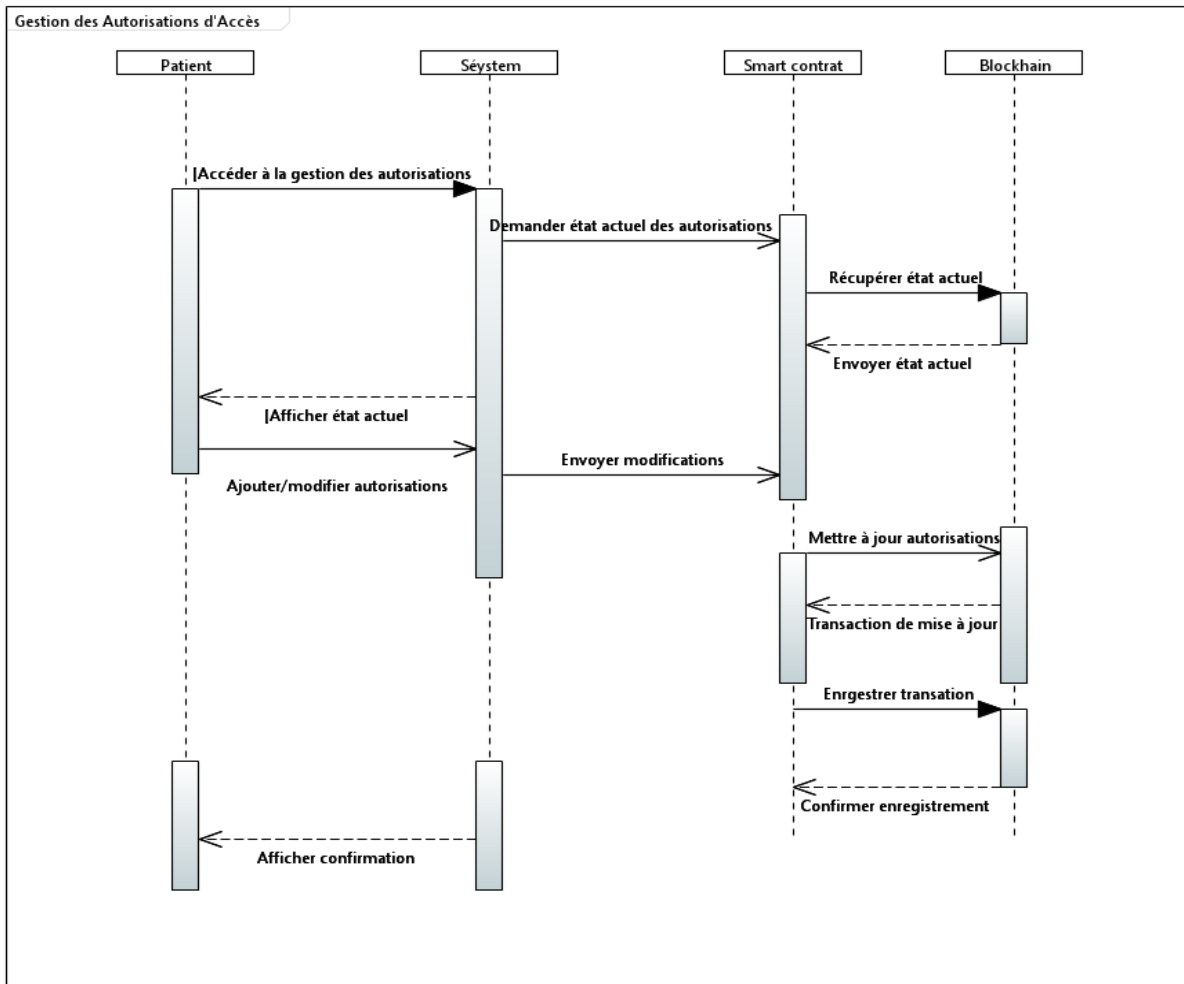 Gestion des Autorisations d'Accès
Patient
Séystem
Smart contrat
Blockhain
|Accéder à la gestion des autorisations
Demander état actuel des autorisations
Récupérer état actuel
Envoyer état actuel
|Afficher état actuel
Envoyer modifications
Ajouter/modifier autorisations
Mettre à jour autorisations
Transaction de mise à jour
Enrgestrer transation
Confirmer enregistrement
Afficher confirmation